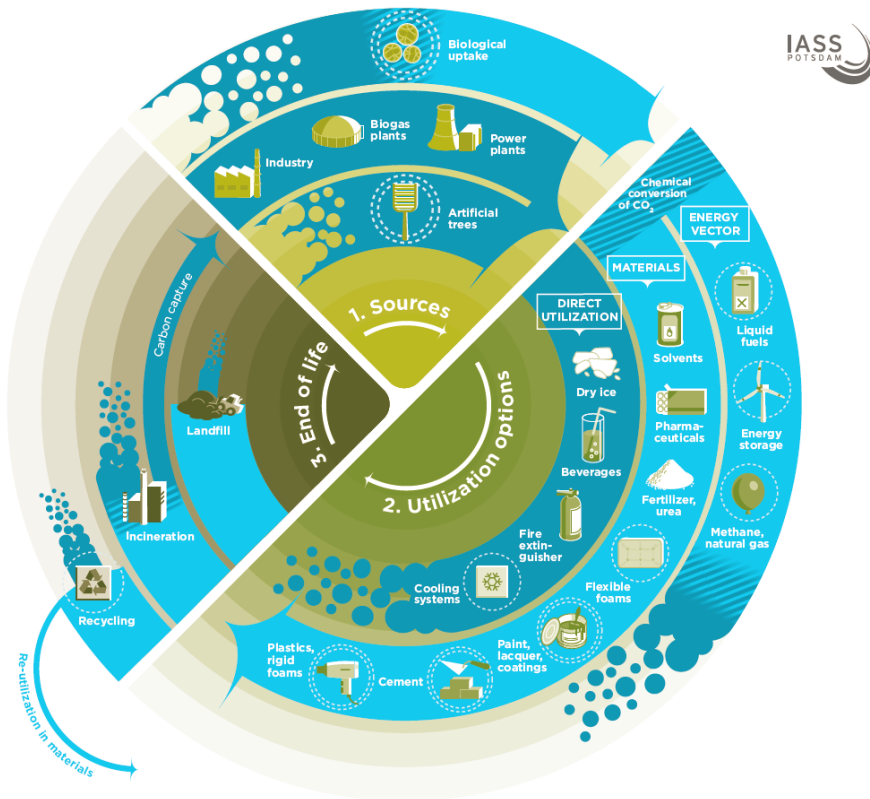 IASS
POTSDAM
Biological
uptake
Biogas
plants
Power
plants
Industry
Artificial
trees
1. Sources
Chemical
conversion
of CO₂
ENERGY
VECTOR
MATERIALS
DIRECT
UTILIZATION
Liquid
fuels
Solvents
Dry ice
Energy
storage
Pharma-
ceuticals
Beverages
Fertilizer,
urea
Methane,
natural gas
Fire extin-
guisher
Flexible
foams
Cooling
systems
Paint,
lacquer,
coatings
Cement
Plastics,
rigid
foams
2. Utilization options
3. End of life
Carbon capture
Landfill
Incineration
Recycling
Re-utilization in materials